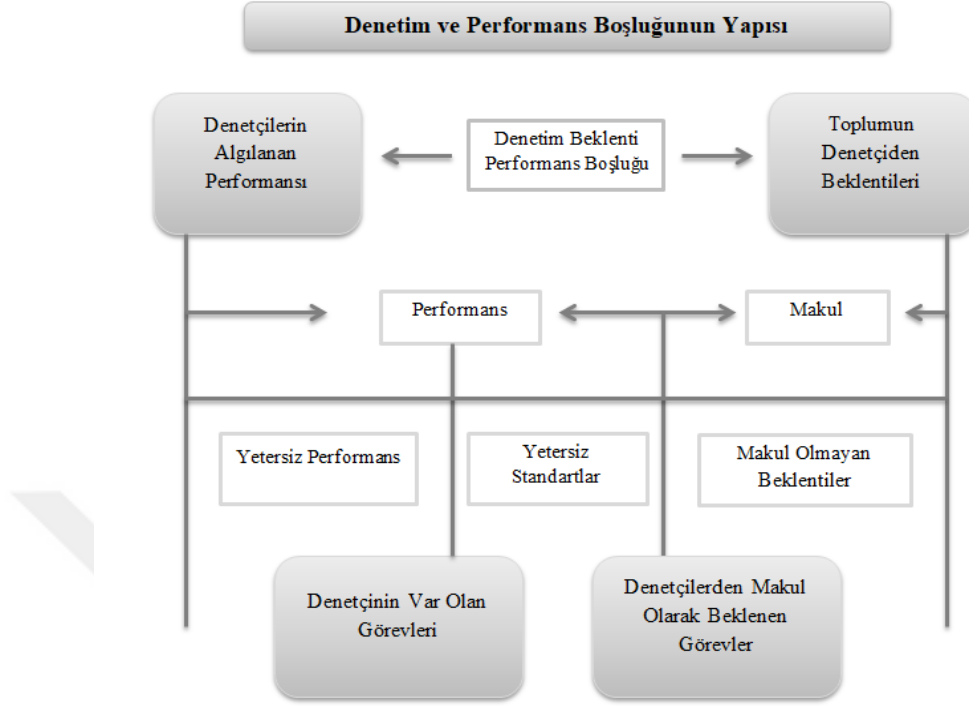 Denetim ve Performans Boşluğunun Yapısı
Denetçilerin
Algılanan
Performansı
Denetim Beklenti
Performans Boşluğu
Toplumun
Denetçiden
Beklentileri
Performans
Makul
Yetersiz Performans
Yetersiz
Standartlar
Makul Olmayan
Beklentiler
Denetçinin Var Olan
Görevleri
Denetçilerden Makul
Olarak Beklenen
Görevler